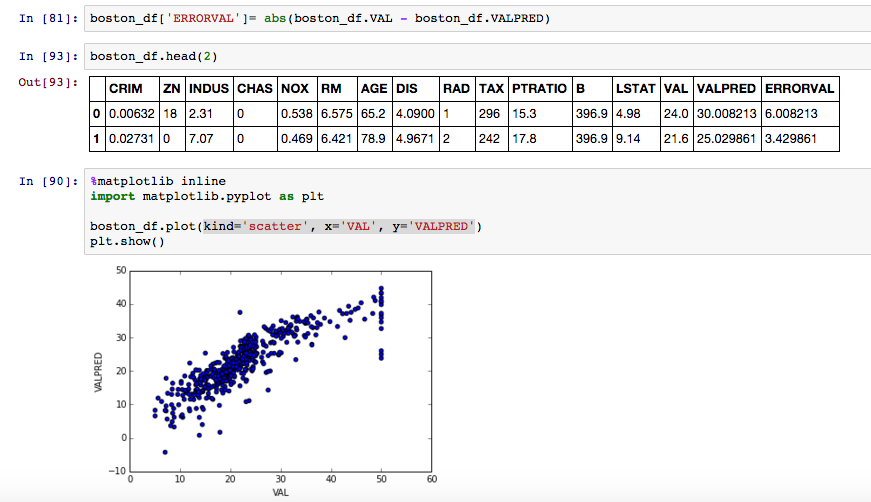 In [81]: boston_df['ERRORVAL']= abs(boston_df.VAL - boston_df.VALPRED)
In [93]: boston_df.head(2)
Out[93]:
CRIM ZN INDUS CHAS NOX RM AGE DIS RAD TAX PTRATIO B LSTAT VAL VALPRED ERRORVAL
0 0.00632 18 2.31 0 0.538 6.575 65.2 4.0900 1 296 15.3 396.9 4.98 24.0 30.008213 6.008213
1 0.02731 0 7.07 0 0.469 6.421 78.9 4.9671 2 242 17.8 396.9 9.14 21.6 25.029861 3.429861
In [90]: %matplotlib inline
import matplotlib.pyplot as plt
boston_df.plot(kind='scatter', x='VAL', y='VALPRED')
plt.show()
50
40
30
20
10
0
-10
VALPRED
0 10 20 30 40 50 60
VAL